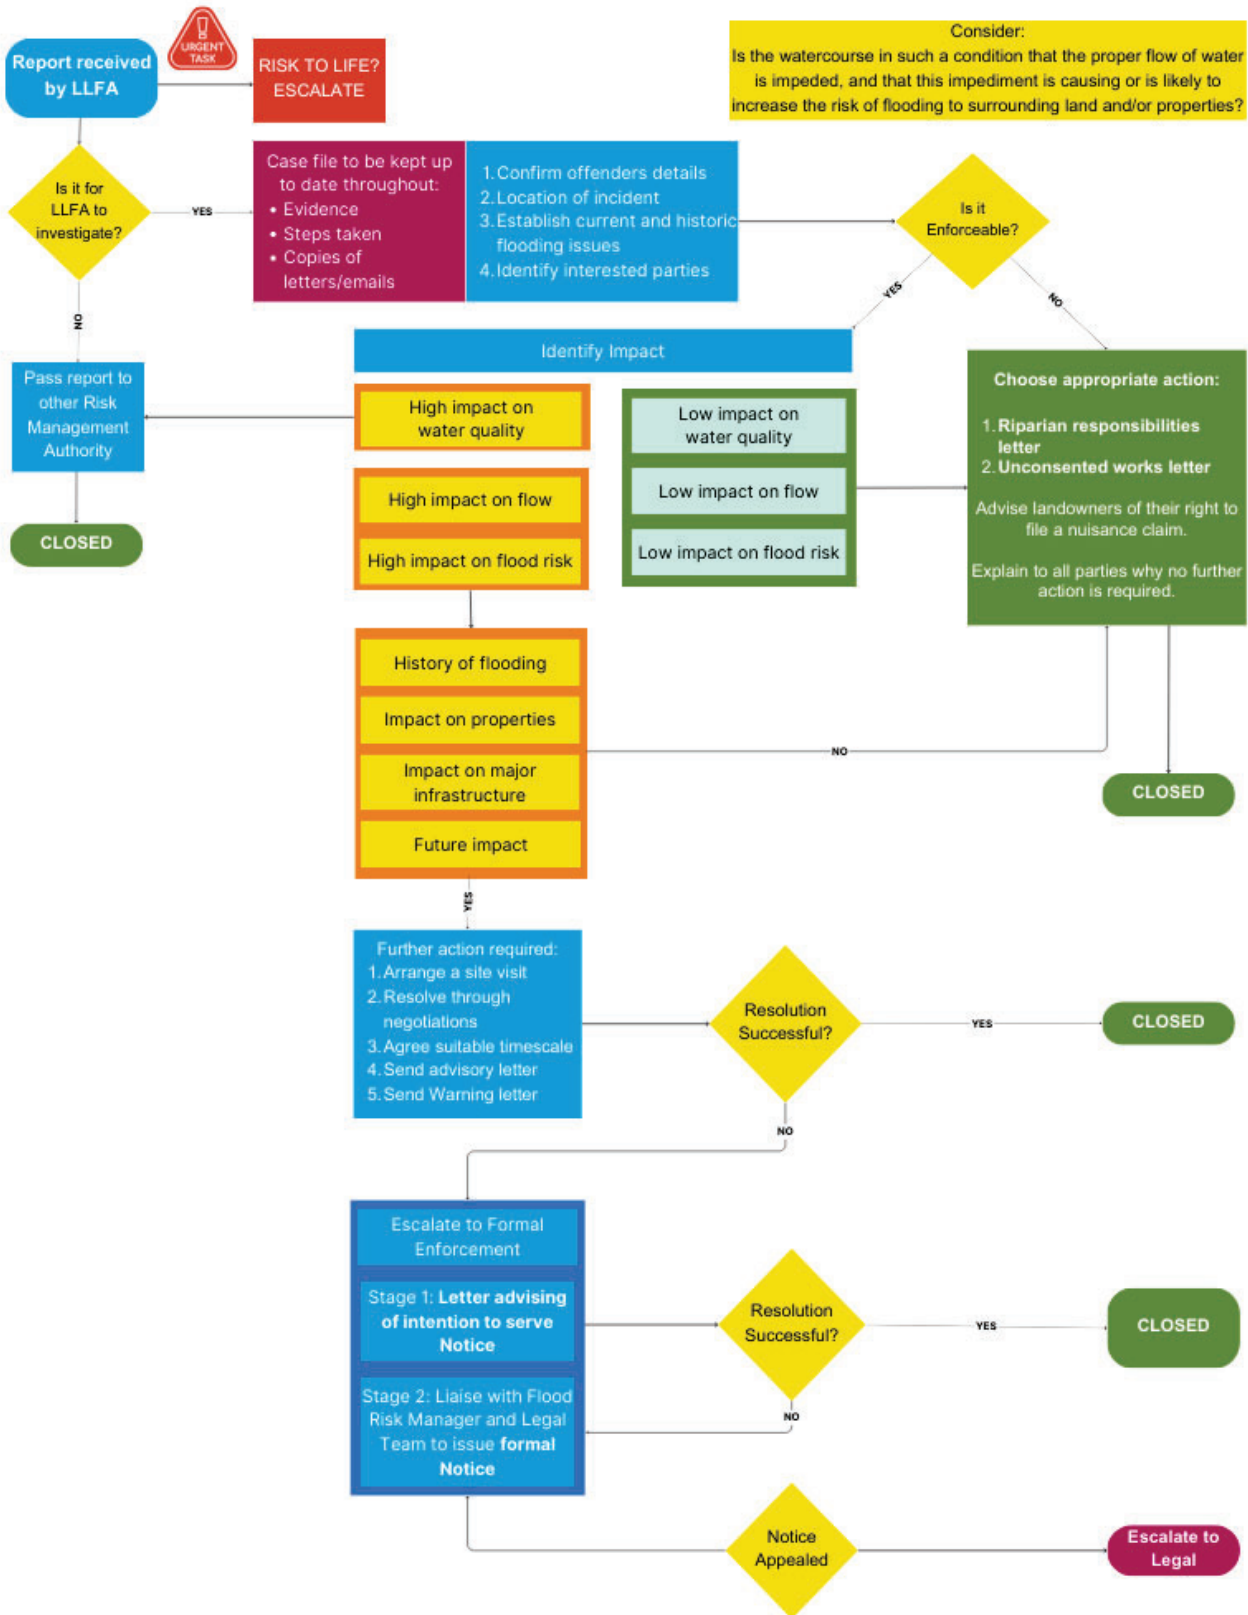 URGENT
TASK
Report received
by LLFA
RISK TO LIFE?
ESCALATE
Consider:
Is the watercourse in such a condition that the proper flow of water
is impeded, and that this impediment is causing or is likely to
increase the risk of flooding to surrounding land and/or properties?
Is it for
LLFA to
investigate?
YES
Case file to be kept up
to date throughout:
• Evidence
• Steps taken
• Copies of
letters/emails
1. Confirm offenders details
2. Location of incident
3. Establish current and historic
flooding issues
4. Identify interested parties
Is it
Enforceable?
YES
NO
NO
Identify Impact
Pass report to
other Risk
Management
Authority
CLOSED
High impact on
water quality
High impact on flow
High impact on flood risk
Low impact on
water quality
Low impact on flow
Low impact on flood risk
Choose appropriate action:
1. Riparian responsibilities
letter
2. Unconsented works letter
Advise landowners of their right to
file a nuisance claim.
Explain to all parties why no further
action is required.
History of flooding
Impact on properties
Impact on major
infrastructure
Future impact
NO
CLOSED
YES
Further action required:
1. Arrange a site visit
2. Resolve through
negotiations
3. Agree suitable timescale
4. Send advisory letter
5. Send Warning letter
Resolution
Successful?
YES
CLOSED
NO
Escalate to Formal
Enforcement
Stage 1: Letter advising
of intention to serve
Notice
Stage 2: Liaise with Flood
Risk Manager and Legal
Team to issue formal
Notice
Resolution
Successful?
YES
CLOSED
NO
Notice
Appealed
Escalate to
Legal